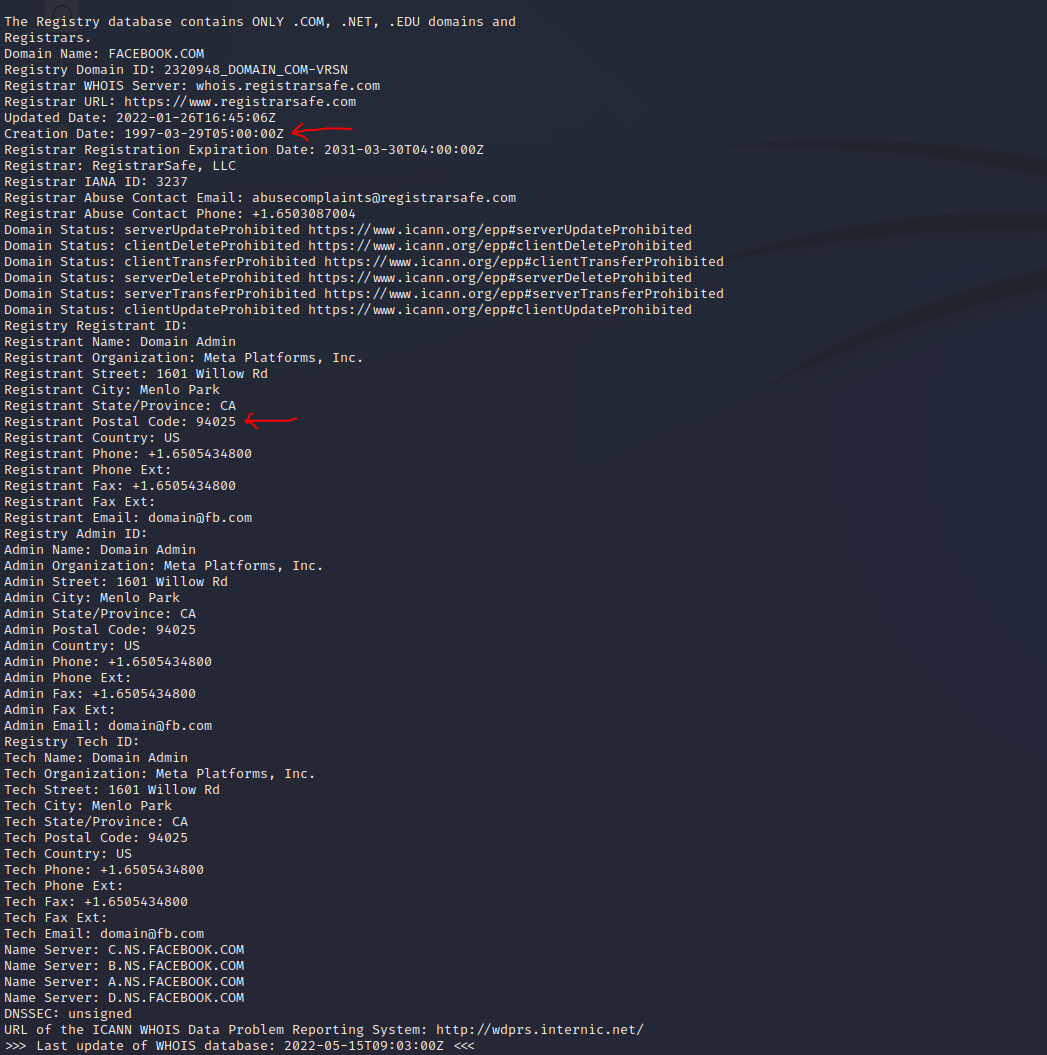 The Registry database contains ONLY .COM, .NET, .EDU domains and
Registrars.
Domain Name: FACEBOOK.COM
Registry Domain ID: 2320948_DOMAIN_COM-VRSN
Registrar WHOIS Server: whois.registrarsafe.com
Registrar URL: https://www.registrarsafe.com
Updated Date: 2022-01-26T16:45:06Z
Creation Date: 1997-03-29T05:00:00Z
Registrar Registration Expiration Date: 2031-03-30T04:00:00Z
Registrar: RegistrarSafe, LLC
Registrar IANA ID: 3237
Registrar Abuse Contact Email: abusecomplaints@registrarsafe.com
Registrar Abuse Contact Phone: +1.6503087004
Domain Status: serverUpdateProhibited https://www.icann.org/epp#serverUpdateProhibited
Domain Status: clientDeleteProhibited https://www.icann.org/epp#clientDeleteProhibited
Domain Status: clientTransferProhibited https://www.icann.org/epp#clientTransferProhibited
Domain Status: serverDeleteProhibited https://www.icann.org/epp#serverDeleteProhibited
Domain Status: serverTransferProhibited https://www.icann.org/epp#serverTransferProhibited
Domain Status: clientUpdateProhibited https://www.icann.org/epp#clientUpdateProhibited
Registry Registrant ID:
Registrant Name: Domain Admin
Registrant Organization: Meta Platforms, Inc.
Registrant Street: 1601 Willow Rd
Registrant City: Menlo Park
Registrant State/Province: CA
Registrant Postal Code: 94025
Registrant Country: US
Registrant Phone: +1.6505434800
Registrant Phone Ext:
Registrant Fax: +1.6505434800
Registrant Fax Ext:
Registrant Email: domain@fb.com
Registry Admin ID:
Admin Name: Domain Admin
Admin Organization: Meta Platforms, Inc.
Admin Street: 1601 Willow Rd
Admin City: Menlo Park
Admin State/Province: CA
Admin Postal Code: 94025
Admin Country: US
Admin Phone: +1.6505434800
Admin Phone Ext:
Admin Fax: +1.6505434800
Admin Fax Ext:
Admin Email: domain@fb.com
Registry Tech ID:
Tech Name: Domain Admin
Tech Organization: Meta Platforms, Inc.
Tech Street: 1601 Willow Rd
Tech City: Menlo Park
Tech State/Province: CA
Tech Postal Code: 94025
Tech Country: US
Tech Phone: +1.6505434800
Tech Phone Ext:
Tech Fax: +1.6505434800
Tech Fax Ext:
Tech Email: domain@fb.com
Name Server: C.NS.FACEBOOK.COM
Name Server: B.NS.FACEBOOK.COM
Name Server: A.NS.FACEBOOK.COM
Name Server: D.NS.FACEBOOK.COM
DNSSEC: unsigned
URL of the ICANN WHOIS Data Problem Reporting System: http://wdprs.internic.net/
>>> Last update of WHOIS database: 2022-05-15T09:03:00Z <<<